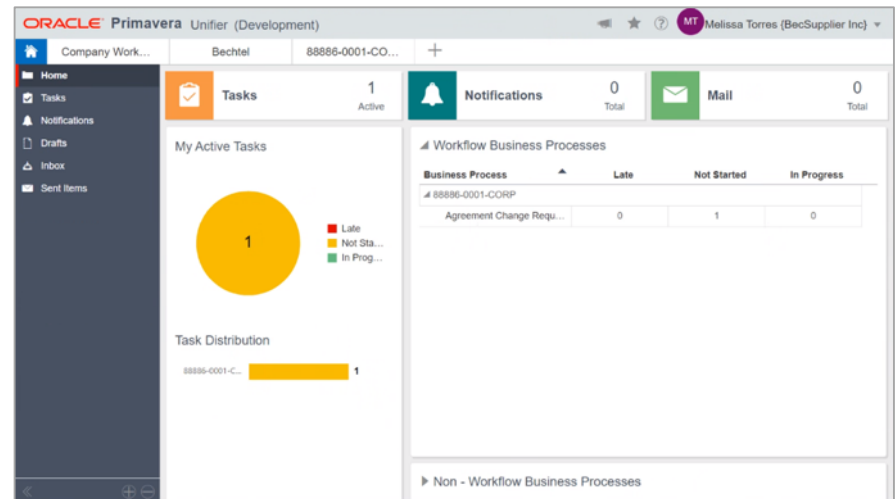 ORACLE Primavera Unifier (Development)
MT Melissa Torres {BecSupplier Inc}
Company Work... Bechtel 88886-0001-CO...
Home
Tasks
Notifications
Drafts
Inbox
Sent Items
Tasks 1 Active
Notifications 0 Total
Mail 0 Total
My Active Tasks
1
Late
Not Sta...
In Prog...
Task Distribution
88886-0001-C... 1
Workflow Business Processes
Business Process Late Not Started In Progress
88886-0001-CORP
Agreement Change Requ... 0 1 0
Non - Workflow Business Processes